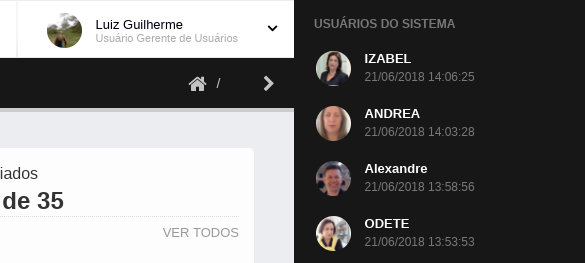 Luiz Guilherme
Usuário Gerente de Usuários
/
iados
de 35
VER TODOS
USUÁRIOS DO SISTEMA
IZABEL
21/06/2018 14:06:25
ANDREA
21/06/2018 14:03:28
Alexandre
21/06/2018 13:58:56
ODETE
21/06/2018 13:53:53